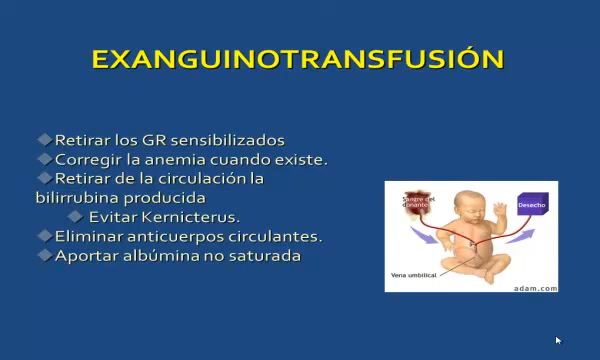 EXANGUINOTRANSFUSIÓN
Retirar los GR sensibilizados
Corregir la anemia cuando existe.
Retirar de la circulación la
bilirrubina producida
Evitar Kernicterus.
Eliminar anticuerpos circulantes.
Aportar albúmina no saturada
Sangre del
donante
Desecho
Vena umbilical
adam.com